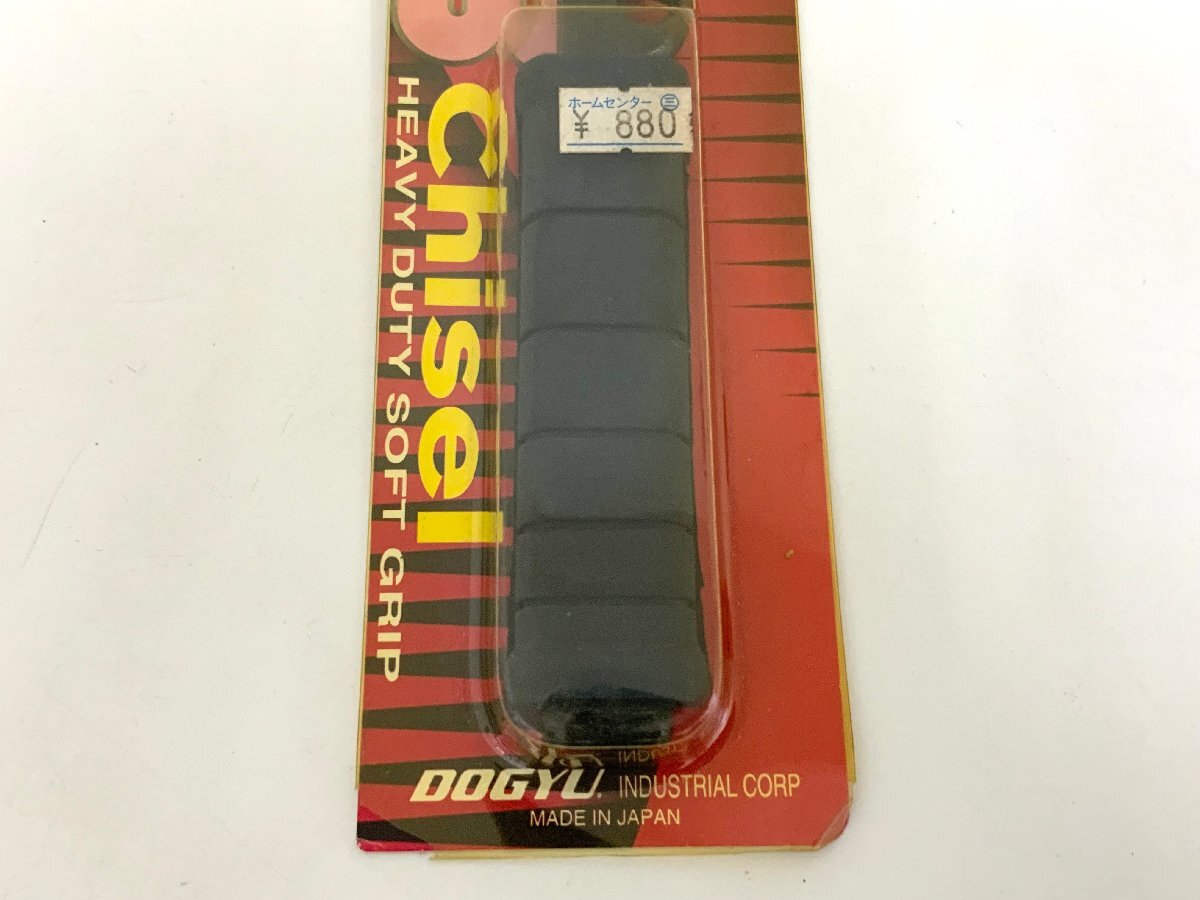 ホームセンター ㊂
¥ 880
Chisel
HEAVY DUTY SOFT GRIP
DOGYU. INDUSTRIAL CORP
MADE IN JAPAN